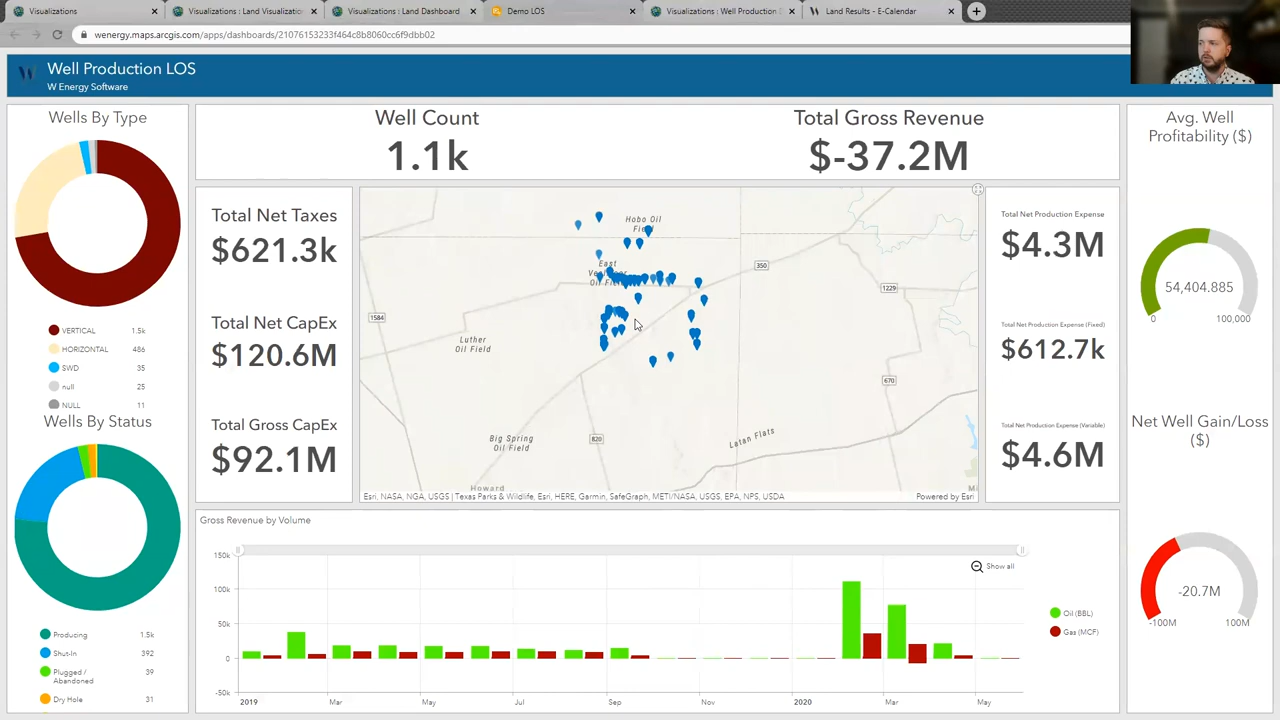 Visualizations
Visualizations : Land Visualizatio
Visualizations : Land Dashboard
Demo LOS
Visualizations : Well Production
Land Results - E-Calendar
wenergy.maps.arcgis.com/apps/dashboards/21076153233f464c8b8060cc6f9dbb02
Well Production LOS
W Energy Software
Wells By Type
VERTICAL 1.5k
HORIZONTAL 486
SWD 35
null 25
NULL 11
Wells By Status
Producing 1.5k
Shut-In 392
Plugged / Abandoned 39
Dry Hole 31
Well Count
1.1k
Total Gross Revenue
$-37.2M
Total Net Taxes
$621.3k
Total Net CapEx
$120.6M
Total Gross CapEx
$92.1M
Hobo Oil
Field
East
Oil Field
350
1229
1584
Luther
Oil Field
670
Big Spring
Oil Field
820
Latan Flats
Howard
Esri, NASA, NGA, USGS | Texas Parks & Wildlife, Esri, HERE, Garmin, SafeGraph, METI/NASA, USGS, EPA, NPS, USDA
Powered by Esri
Total Net Production Expense
$4.3M
Total Net Production Expense (Fixed)
$612.7k
Total Net Production Expense (Variable)
$4.6M
Avg. Well
Profitability ($)
54,404.885
0 100,000
Net Well Gain/Loss
($)
-20.7M
-100M 100M
Gross Revenue by Volume
Show all
150k
100k
50k
0
-50k
2019 Mar May Jul Sep Nov 2020 Mar May
Oil (BBL)
Gas (MCF)